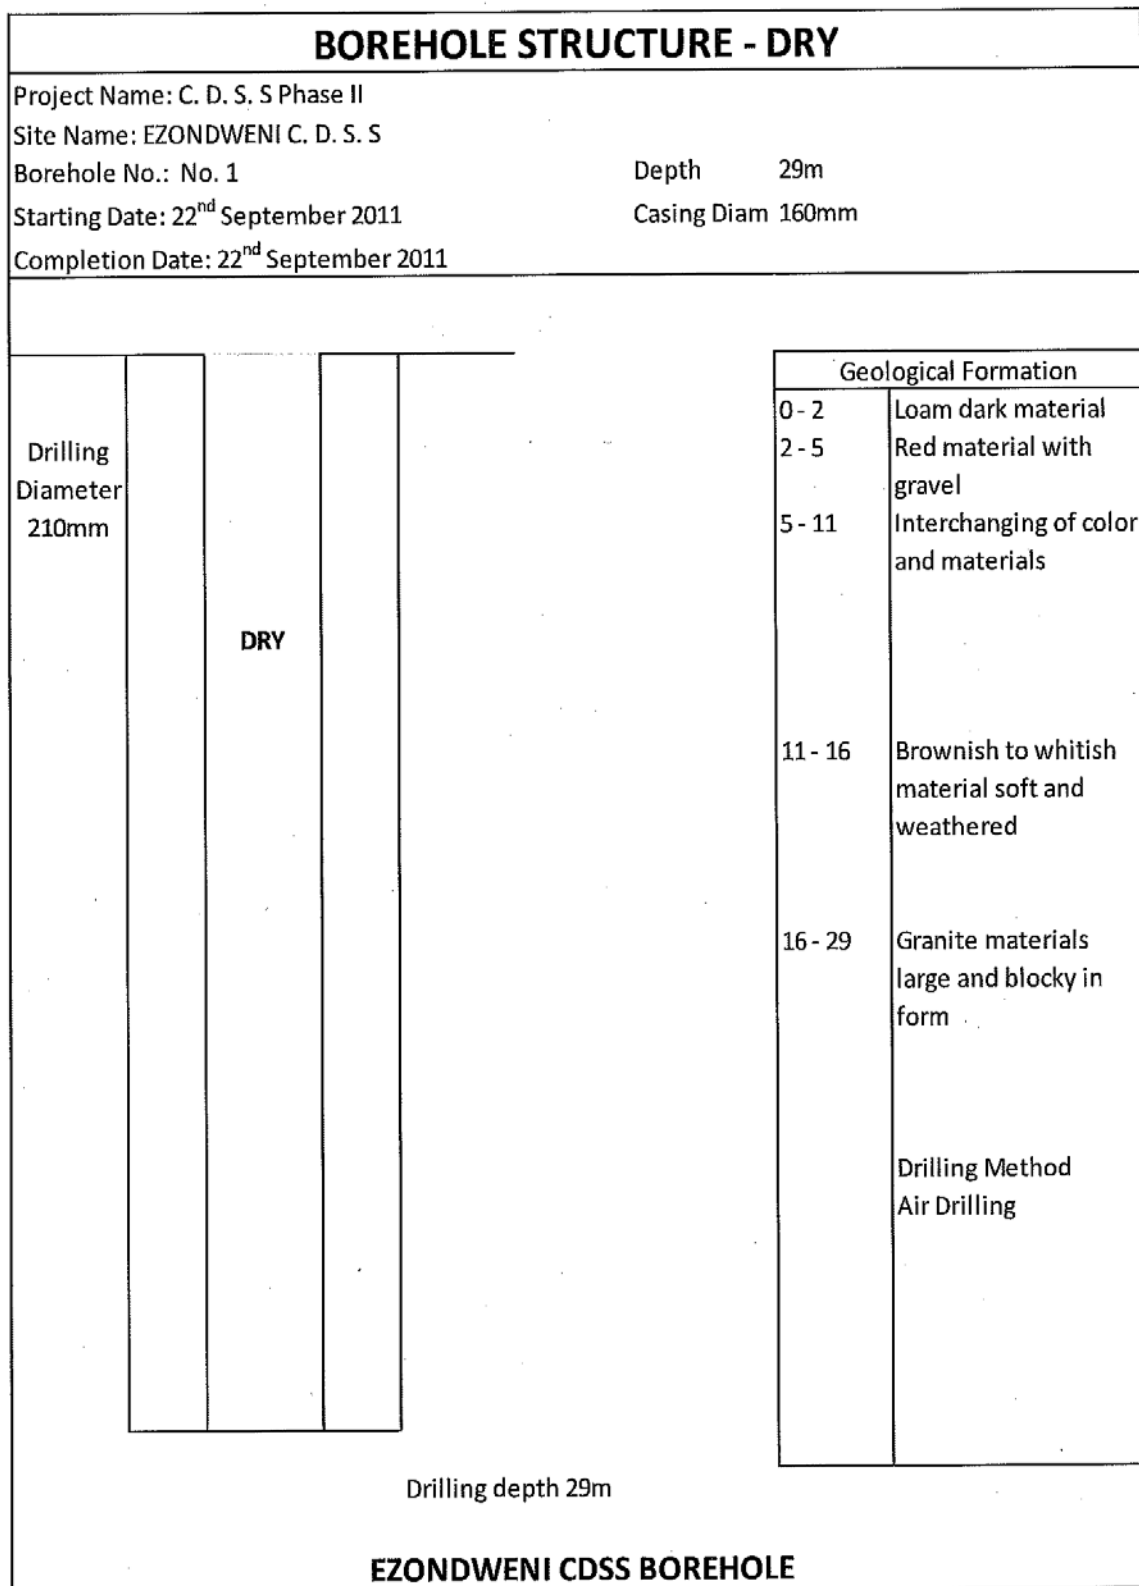 BOREHOLE STRUCTURE - DRY
Project Name: C. D. S. S Phase II
Site Name: EZONDWENI C. D. S. S
Borehole No.: No. 1
Depth 29m
Starting Date: 22nd September 2011
Casing Diam 160mm
Completion Date: 22nd September 2011
Drilling
Diameter
210mm
DRY
Geological Formation
0 - 2 Loam dark material
2 - 5 Red material with
gravel
5 - 11 Interchanging of color
and materials
11 - 16 Brownish to whitish
material soft and
weathered
16 - 29 Granite materials
large and blocky in
form
Drilling Method
Air Drilling
Drilling depth 29m
EZONDWENI CDSS BOREHOLE